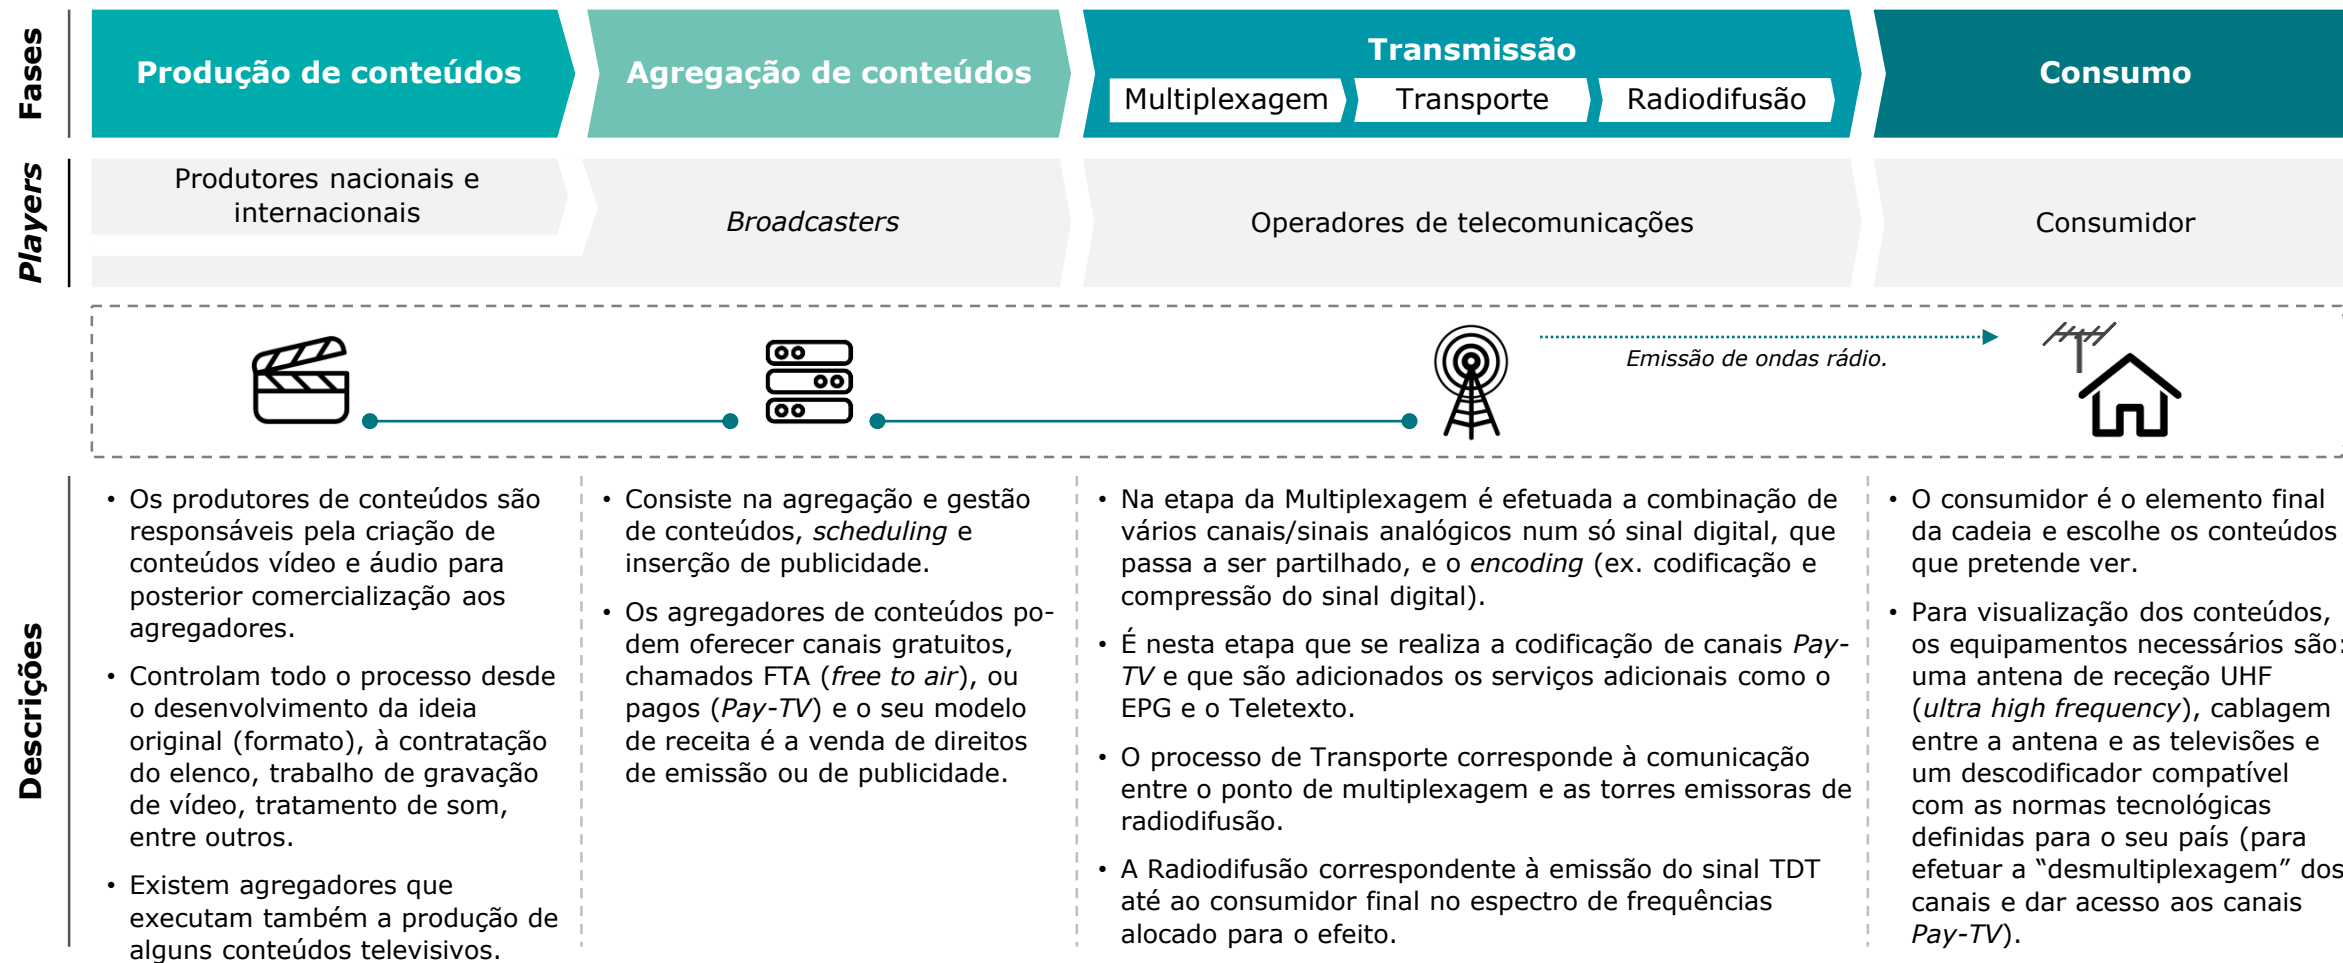 Fases
Produção de conteúdos
Agregação de conteúdos
Transmissão
Multiplexagem
Transporte
Radiodifusão
Consumo
Players
Produtores nacionais e
internacionais
Broadcasters
Operadores de telecomunicações
Consumidor
Emissão de ondas rádio.
Descrições
• Os produtores de conteúdos são
responsáveis pela criação de
conteúdos vídeo e áudio para
posterior comercialização aos
agregadores.
• Controlam todo o processo desde
o desenvolvimento da ideia
original (formato), à contratação
do elenco, trabalho de gravação
de vídeo, tratamento de som,
entre outros.
• Existem agregadores que
executam também a produção de
alguns conteúdos televisivos.
• Consiste na agregação e gestão
de conteúdos, scheduling e
inserção de publicidade.
• Os agregadores de conteúdos po-
dem oferecer canais gratuitos,
chamados FTA (free to air), ou
pagos (Pay-TV) e o seu modelo
de receita é a venda de direitos
de emissão ou de publicidade.
• Na etapa da Multiplexagem é efetuada a combinação de
vários canais/sinais analógicos num só sinal digital, que
passa a ser partilhado, e o encoding (ex. codificação e
compressão do sinal digital).
• É nesta etapa que se realiza a codificação de canais Pay-
TV e que são adicionados os serviços adicionais como o
EPG e o Teletexto.
• O processo de Transporte corresponde à comunicação
entre o ponto de multiplexagem e as torres emissoras de
radiodifusão.
• A Radiodifusão correspondente à emissão do sinal TDT
até ao consumidor final no espectro de frequências
alocado para o efeito.
• O consumidor é o elemento final
da cadeia e escolhe os conteúdos
que pretende ver.
• Para visualização dos conteúdos,
os equipamentos necessários são:
uma antena de receção UHF
(ultra high frequency), cablagem
entre a antena e as televisões e
um descodificador compatível
com as normas tecnológicas
definidas para o seu país (para
efetuar a “desmultiplexagem” dos
canais e dar acesso aos canais
Pay-TV).